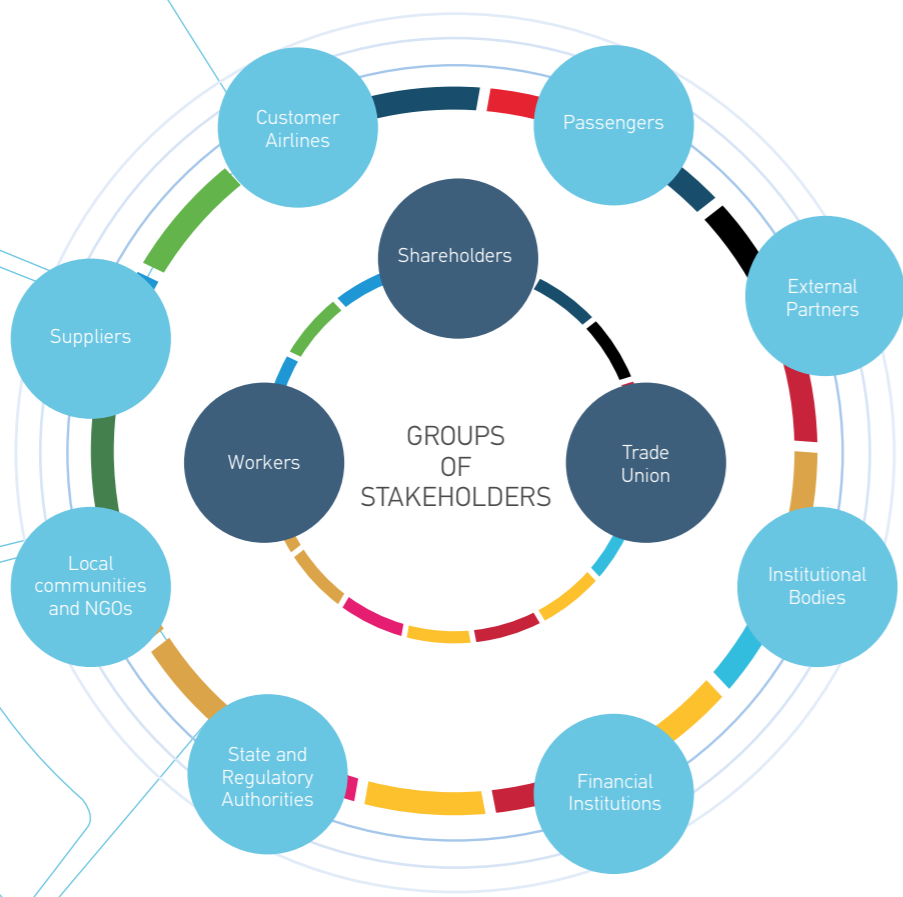 Customer
Airlines
Passengers
Shareholders
External
Partners
Suppliers
GROUPS
OF
STAKEHOLDERS
Workers
Trade
Union
Local
communities
and NGOs
Institutional
Bodies
State and
Regulatory
Authorities
Financial
Institutions